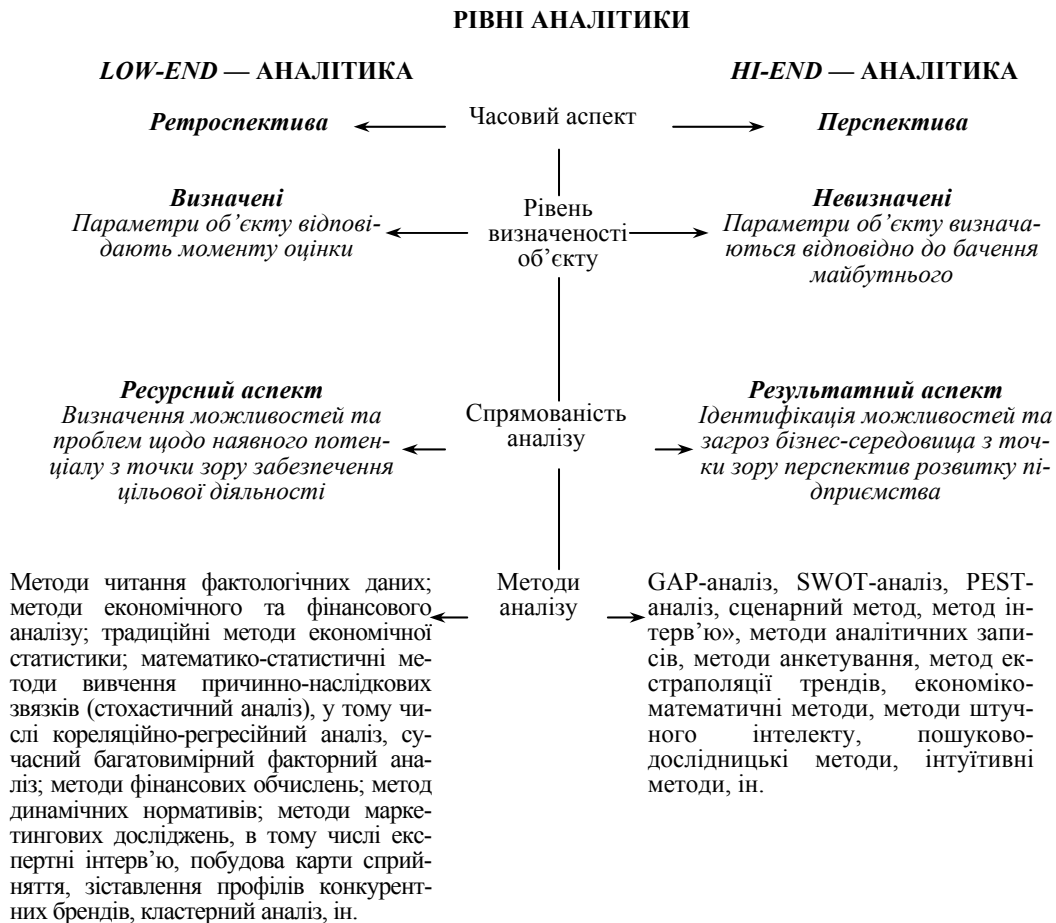 РІВНІ АНАЛІТИКИ
LOW-END — АНАЛІТИКА
HI-END — АНАЛІТИКА
Ретроспектива
Часовий аспект
Перспектива
Визначені
Параметри об’єкту відпові-
дають моменту оцінки
Рівень
визначеності
об’єкту
Невизначені
Параметри об’єкту визнача-
ються відповідно до бачення
майбутнього
Ресурсний аспект
Визначення можливостей та
проблем щодо наявного потен-
ціалу з точки зору забезпечення
цільової діяльності
Спрямованість
аналізу
Результатний аспект
Ідентифікація можливостей та
загроз бізнес-середовища з точ-
ки зору перспектив розвитку пі-
дприємства
Методи читання фактологічних даних;
методи економічного та фінансового
аналізу; традиційні методи економічної
статистики; математико-статистичні ме-
тоди вивчення причинно-наслідкових
звязків (стохастичний аналіз), у тому чи-
слі кореляційно-регресійний аналіз, су-
часний багатовимірний факторний ана-
ліз; методи фінансових обчислень; метод
динамічних нормативів; методи марке-
тингових досліджень, в тому числі екс-
пертні інтерв’ю, побудова карти сприй-
няття, зіставлення профілів конкурент-
них брендів, кластерний аналіз, ін.
Методи
аналізу
GAP-аналіз, SWOT-аналіз, PEST-
аналіз, сценарний метод, метод ін-
терв’ю», методи аналітичних запи-
сів, методи анкетування, метод ек-
страполяції трендів, економіко-
математичні методи, методи штуч-
ного інтелекту, пошуково-
дослідницькі методи, інтуїтивні
методи, ін.